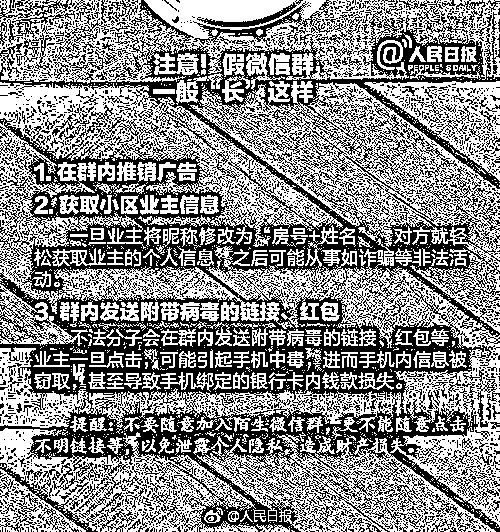 注意！假微信群
一般“长”这样
@人民日报
PEOPLE'S DAILY
1. 在群内推销广告
2. 获取小区业主信息
一旦业主将昵称修改为“房号+姓名”，对方就轻
松获取业主的个人信息，之后可能从事如诈骗等非法活
动。
3. 群内发送附带病毒的链接、红包
不法分子会在群内发送附带病毒的链接、红包等，
业主一旦点击，可能引起手机中毒，进而手机内信息被
窃取，甚至导致手机绑定的银行卡内钱款损失。
提醒：不要随意加入陌生微信群，更不能随意点击
不明链接等，以免泄露个人隐私、造成财产损失。
@人民日报